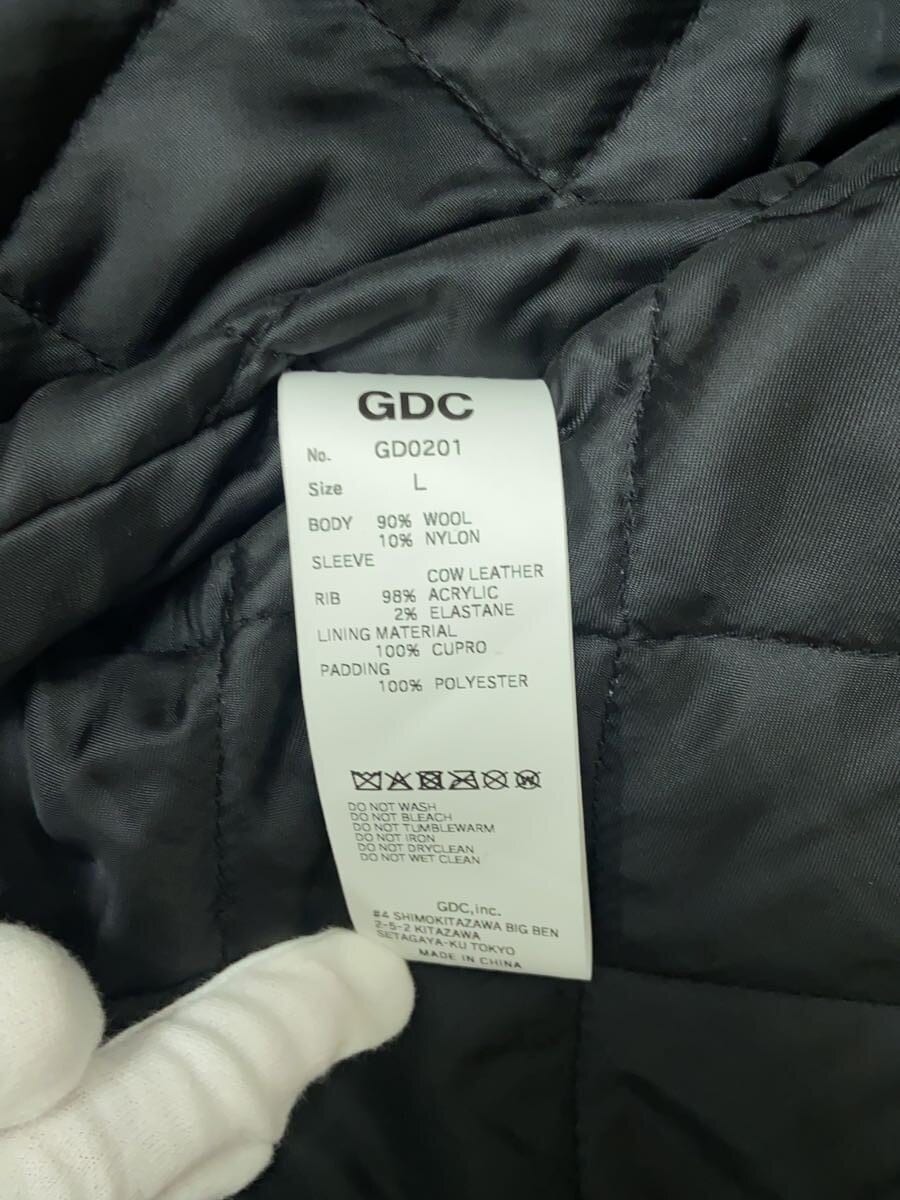 GDC
No. GD0201
Size L
BODY 90% WOOL
10% NYLON
SLEEVE
COW LEATHER
RIB 98% ACRYLIC
2% ELASTANE
LINING MATERIAL
100% CUPRO
PADDING
100% POLYESTER
DO NOT WASH
DO NOT BLEACH
DO NOT TUMBLEWARM
DO NOT IRON
DO NOT DRYCLEAN
DO NOT WET CLEAN
GDC,inc.
#4 SHIMOKITAZAWA BIG BEN
2-5-2 KITAZAWA
SETAGAYA-KU TOKYO
MADE IN CHINA